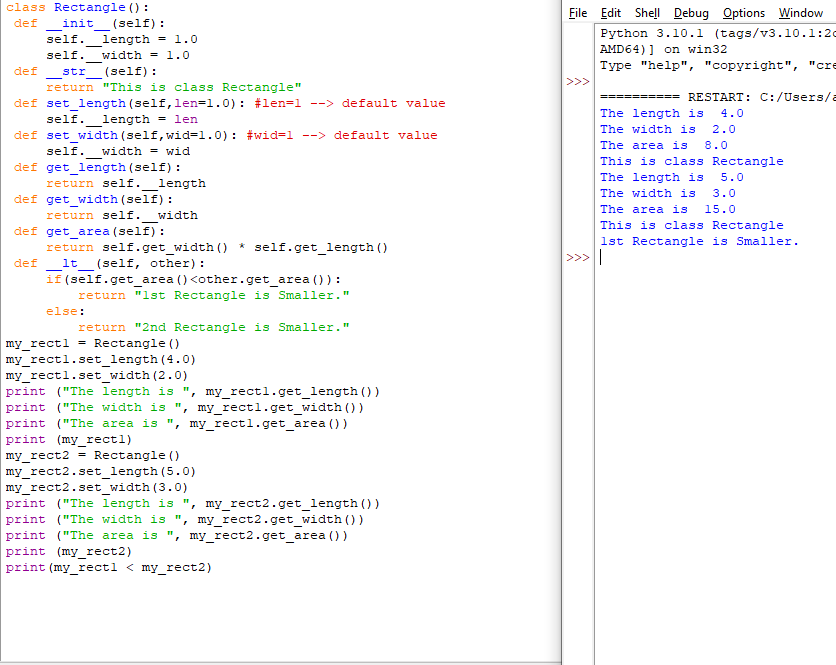 class Rectangle():
 def __init__(self):
     self.__length = 1.0
     self.__width = 1.0
 def __str__(self):
     return "This is class Rectangle"
 def set_length(self,len=1.0): #len=1 --> default value
     self.__length = len
 def set_width(self,wid=1.0): #wid=1 --> default value
     self.__width = wid
 def get_length(self):
     return self.__length
 def get_width(self):
     return self.__width
 def get_area(self):
     return self.get_width() * self.get_length()
 def __lt__(self, other):
     if(self.get_area()<other.get_area()):
         return "1st Rectangle is Smaller."
     else:
         return "2nd Rectangle is Smaller."
my_rect1 = Rectangle()
my_rect1.set_length(4.0)
my_rect1.set_width(2.0)
print ("The length is ", my_rect1.get_length())
print ("The width is ", my_rect1.get_width())
print ("The area is ", my_rect1.get_area())
print (my_rect1)
my_rect2 = Rectangle()
my_rect2.set_length(5.0)
my_rect2.set_width(3.0)
print ("The length is ", my_rect2.get_length())
print ("The width is ", my_rect2.get_width())
print ("The area is ", my_rect2.get_area())
print (my_rect2)
print(my_rect1 < my_rect2)
File Edit Shell Debug Options Window
Python 3.10.1 (tags/v3.10.1:2c
AMD64)] on win32
Type "help", "copyright", "cre
>>>
========== RESTART: C:/Users/a
The length is  4.0
The width is  2.0
The area is  8.0
This is class Rectangle
The length is  5.0
The width is  3.0
The area is  15.0
This is class Rectangle
1st Rectangle is Smaller.
>>>